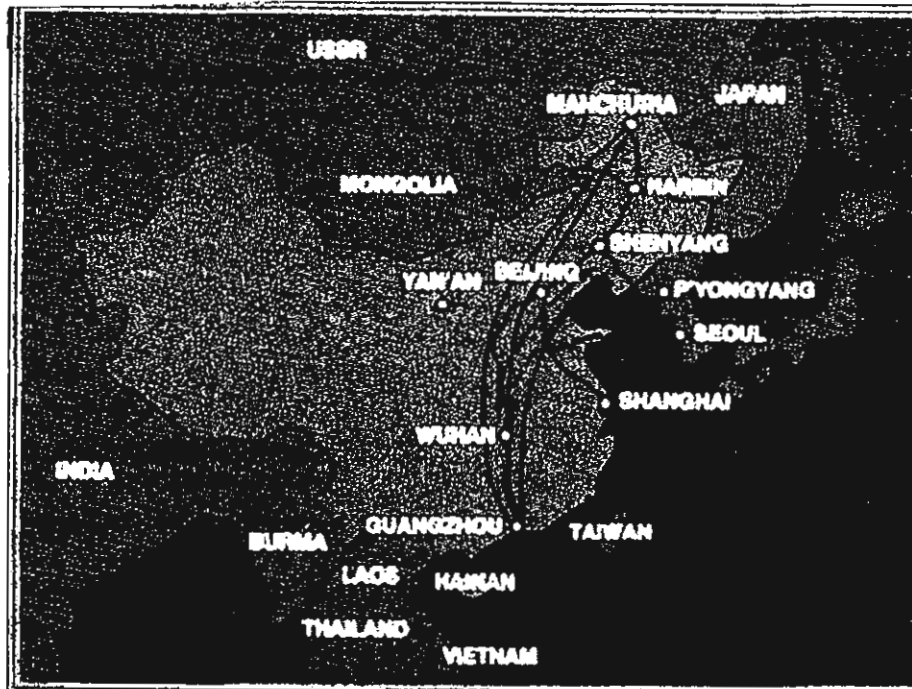 USSR
MANCHURIA
JAPAN
MONGOLIA
HARBIN
SHENYANG
BEIJING
YAN'AN
P'YONGYANG
SEOUL
SHANGHAI
WUHAN
INDIA
GUANGZHOU
TAIWAN
BURMA
LAOS
HAINAN
THAILAND
VIETNAM